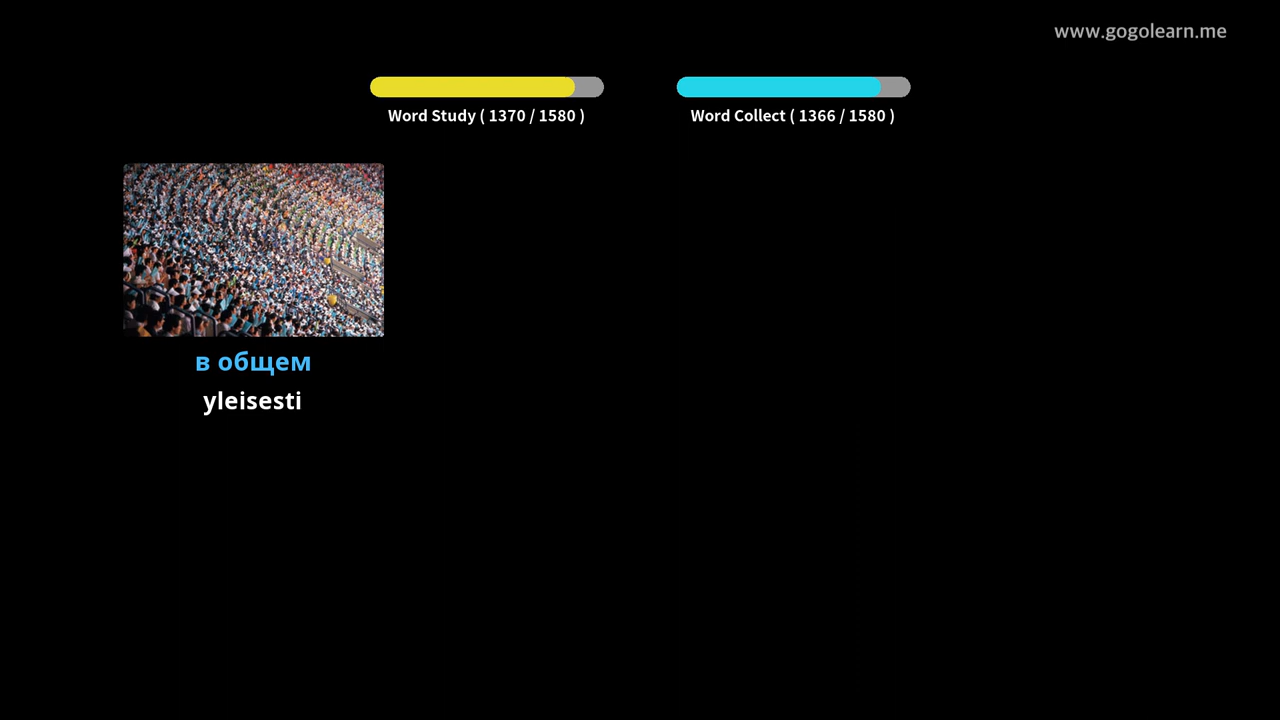 www.gogolearn.me
Word Study ( 1370 / 1580 )
Word Collect ( 1366 / 1580 )
в общем
yleisesti